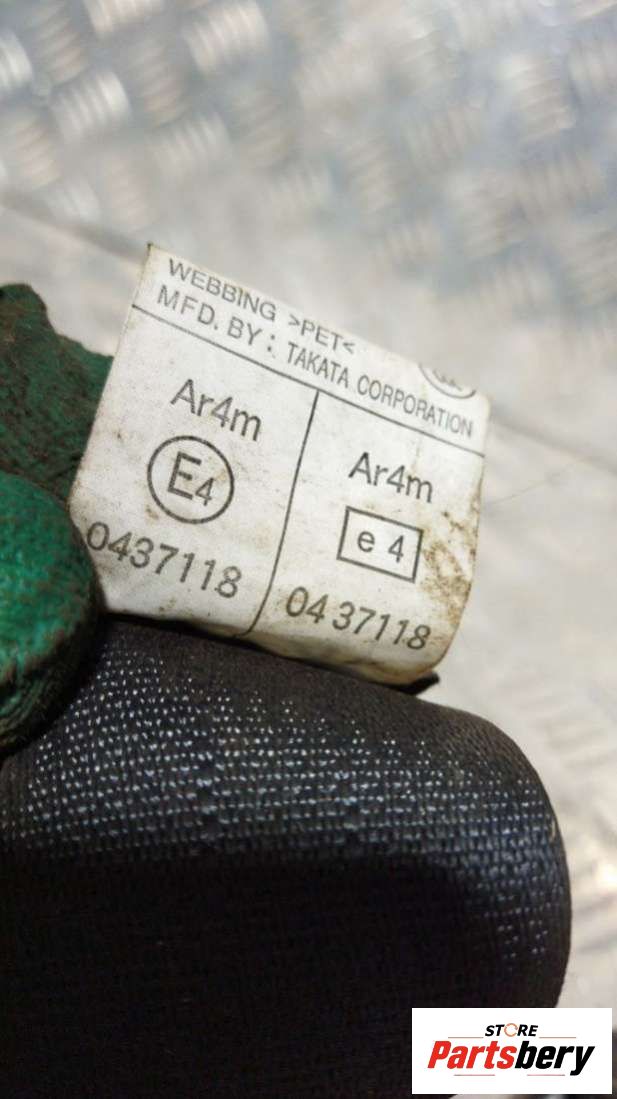 WEBBING >PET<
MFD. BY : TAKATA CORPORATION
Ar4m
E4
0437118
Ar4m
e 4
04 37118
STORE
Partsbery